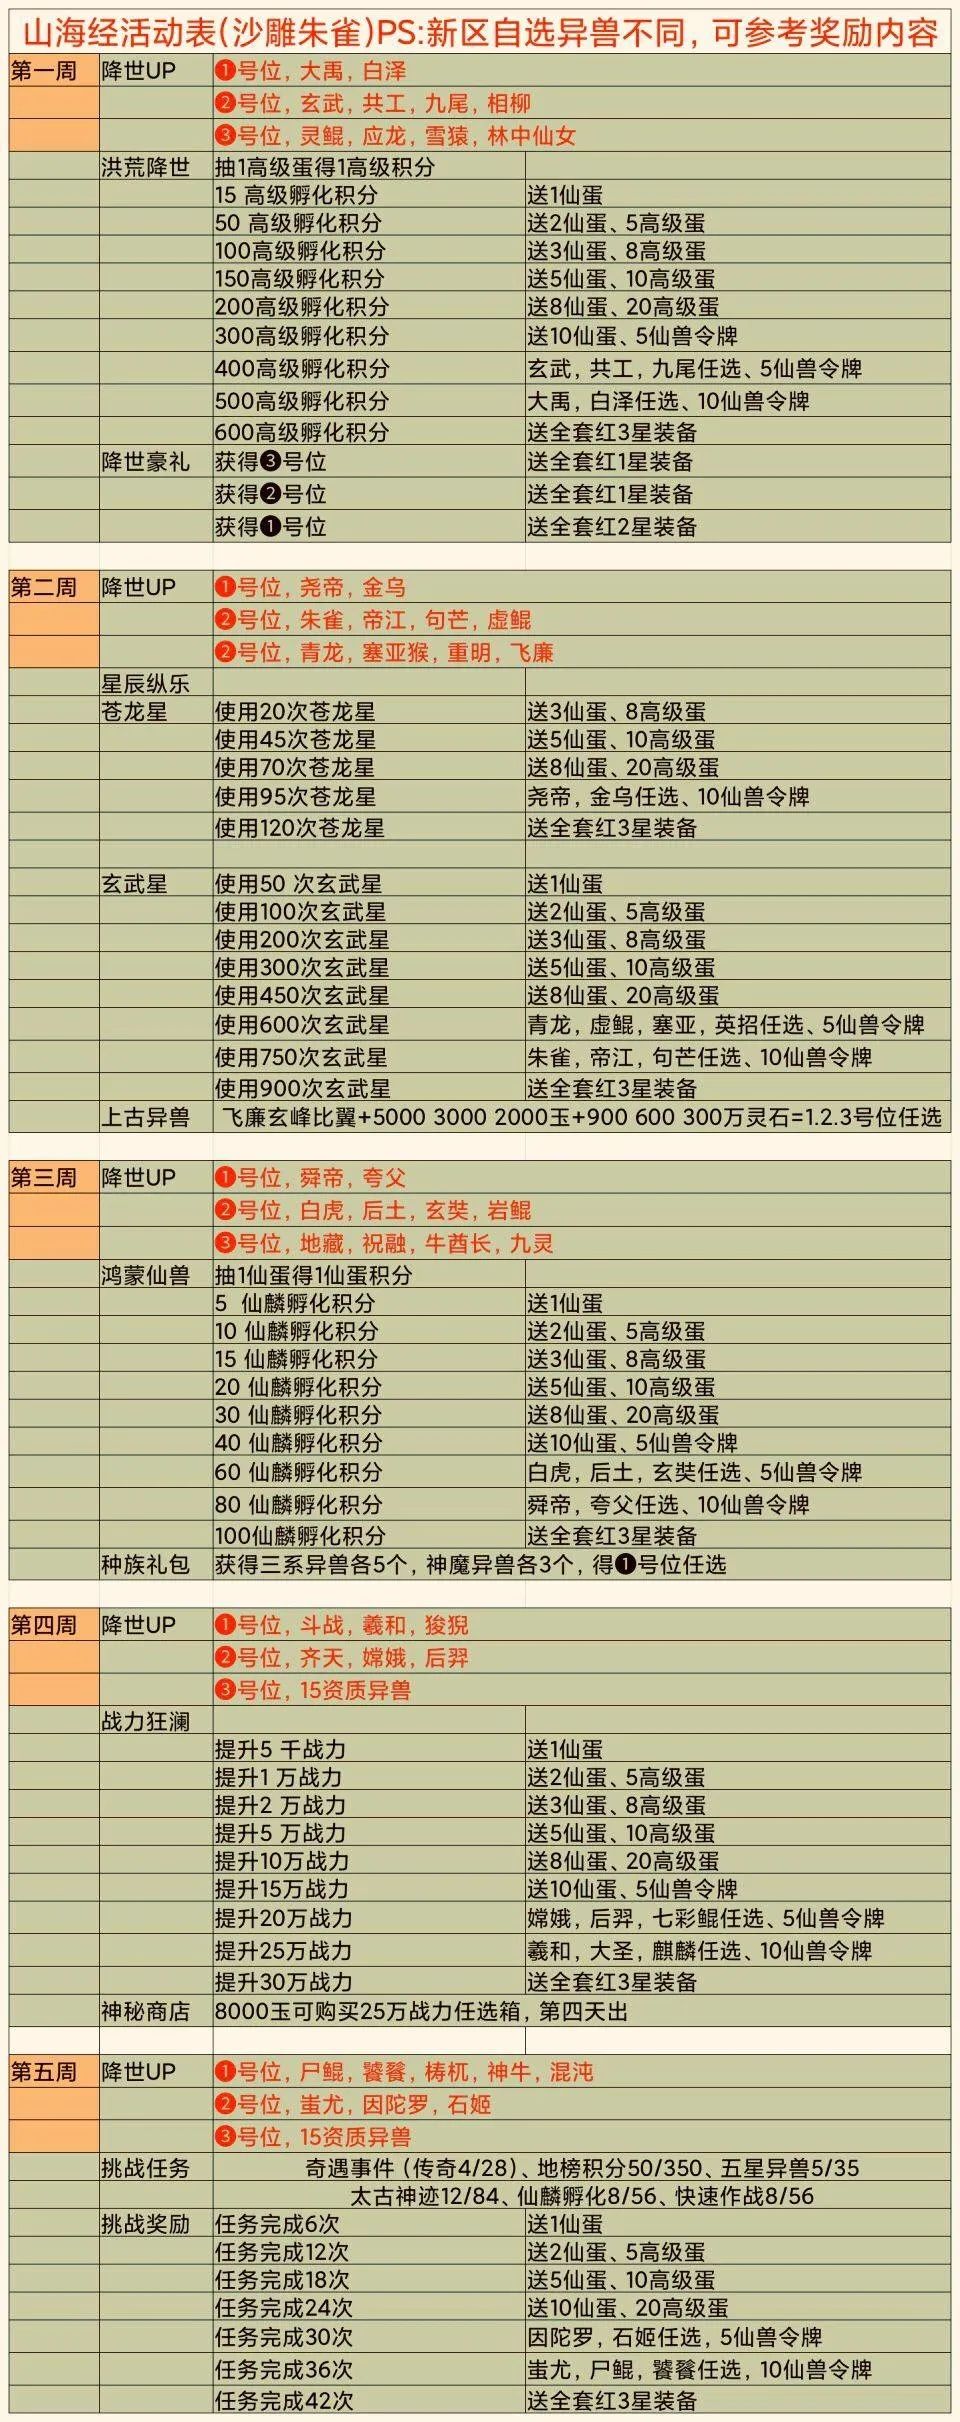 山海经活动表(沙雕朱雀)PS:新区自选异兽不同，可参考奖励内容
第一周 降世UP ❶号位，大禹，白泽
❷号位，玄武，共工，九尾，相柳
❸号位，灵鲲，应龙，雪猿，林中仙女
洪荒降世 抽1高级蛋得1高级积分
15 高级孵化积分 送1仙蛋
50 高级孵化积分 送2仙蛋、5高级蛋
100高级孵化积分 送3仙蛋、8高级蛋
150高级孵化积分 送5仙蛋、10高级蛋
200高级孵化积分 送8仙蛋、20高级蛋
300高级孵化积分 送10仙蛋、5仙兽令牌
400高级孵化积分 玄武，共工，九尾任选、5仙兽令牌
500高级孵化积分 大禹，白泽任选、10仙兽令牌
600高级孵化积分 送全套红3星装备
降世豪礼 获得❸号位 送全套红1星装备
获得❷号位 送全套红1星装备
获得❶号位 送全套红2星装备
第二周 降世UP ❶号位，尧帝，金乌
❷号位，朱雀，帝江，句芒，虚鲲
❷号位，青龙，塞亚猴，重明，飞廉
星辰纵乐
苍龙星 使用20次苍龙星 送3仙蛋、8高级蛋
使用45次苍龙星 送5仙蛋、10高级蛋
使用70次苍龙星 送8仙蛋、20高级蛋
使用95次苍龙星 尧帝，金乌任选、10仙兽令牌
使用120次苍龙星 送全套红3星装备
玄武星 使用50 次玄武星 送1仙蛋
使用100次玄武星 送2仙蛋、5高级蛋
使用200次玄武星 送3仙蛋、8高级蛋
使用300次玄武星 送5仙蛋、10高级蛋
使用450次玄武星 送8仙蛋、20高级蛋
使用600次玄武星 青龙，虚鲲，塞亚，英招任选、5仙兽令牌
使用750次玄武星 朱雀，帝江，句芒任选、10仙兽令牌
使用900次玄武星 送全套红3星装备
上古异兽 飞廉玄峰比翼+5000 3000 2000玉+900 600 300万灵石=1.2.3号位任选
第三周 降世UP ❶号位，舜帝，夸父
❷号位，白虎，后土，玄奘，岩鲲
❸号位，地藏，祝融，牛酋长，九灵
鸿蒙仙兽 抽1仙蛋得1仙蛋积分
5 仙麟孵化积分 送1仙蛋
10 仙麟孵化积分 送2仙蛋、5高级蛋
15 仙麟孵化积分 送3仙蛋、8高级蛋
20 仙麟孵化积分 送5仙蛋、10高级蛋
30 仙麟孵化积分 送8仙蛋、20高级蛋
40 仙麟孵化积分 送10仙蛋、5仙兽令牌
60 仙麟孵化积分 白虎，后土，玄奘任选、5仙兽令牌
80 仙麟孵化积分 舜帝，夸父任选、10仙兽令牌
100仙麟孵化积分 送全套红3星装备
种族礼包 获得三系异兽各5个，神魔异兽各3个，得❶号位任选
第四周 降世UP ❶号位，斗战，羲和，狻猊
❷号位，齐天，嫦娥，后羿
❸号位，15资质异兽
战力狂澜
提升5 千战力 送1仙蛋
提升1 万战力 送2仙蛋、5高级蛋
提升2 万战力 送3仙蛋、8高级蛋
提升5 万战力 送5仙蛋、10高级蛋
提升10万战力 送8仙蛋、20高级蛋
提升15万战力 送10仙蛋、5仙兽令牌
提升20万战力 嫦娥，后羿，七彩鲲任选、5仙兽令牌
提升25万战力 羲和，大圣，麒麟任选、10仙兽令牌
提升30万战力 送全套红3星装备
神秘商店 8000玉可购买25万战力任选箱，第四天出
第五周 降世UP ❶号位，尸鲲，饕餮，梼杌，神牛，混沌
❷号位，蚩尤，因陀罗，石姬
❸号位，15资质异兽
挑战任务 奇遇事件（传奇4/28）、地榜积分50/350、五星异兽5/35
太古神迹12/84、仙麟孵化8/56、快速作战8/56
挑战奖励 任务完成6次 送1仙蛋
任务完成12次 送2仙蛋、5高级蛋
任务完成18次 送5仙蛋、10高级蛋
任务完成24次 送10仙蛋、20高级蛋
任务完成30次 因陀罗，石姬任选，5仙兽令牌
任务完成36次 蚩尤，尸鲲，饕餮任选，10仙兽令牌
任务完成42次 送全套红3星装备